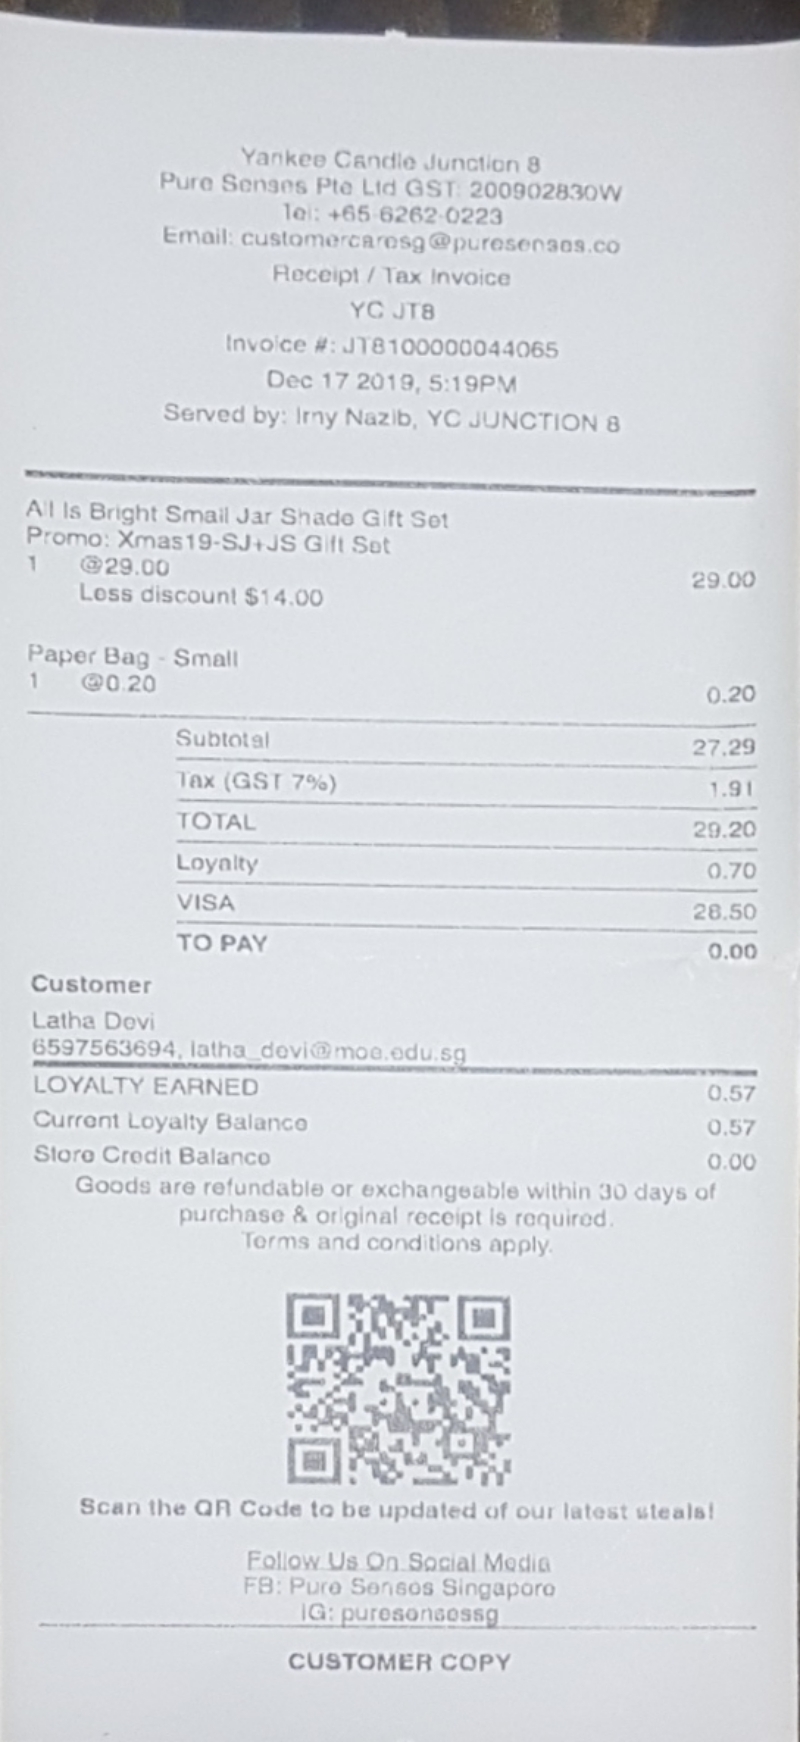 Yankee Candle Junction 8
Pure Senses Pte Ltd GST: 200902830W
Tel: +65 6262 0223
Email: customercaresg@puresenses.co
Receipt / Tax Invoice
YC JT8
Invoice #: JT8100000044065
Dec 17 2019, 5:19PM
Served by: Irny Nazib, YC JUNCTION 8
All Is Bright Small Jar Shade Gift Set
Promo: Xmas19-SJ+JS Gift Set
1 @29.00 29.00
Less discount $14.00
Paper Bag - Small
1 @0.20 0.20
Subtotal 27.29
Tax (GST 7%) 1.91
TOTAL 29.20
Loyalty 0.70
VISA 28.50
TO PAY 0.00
Customer
Latha Devi
6597563694, latha_devi@moe.edu.sg
LOYALTY EARNED 0.57
Current Loyalty Balance 0.57
Store Credit Balance 0.00
Goods are refundable or exchangeable within 30 days of
purchase & original receipt is required.
Terms and conditions apply.
Scan the QR Code to be updated of our latest steals!
Follow Us On Social Media
FB: Pure Senses Singapore
IG: puresensessg
CUSTOMER COPY